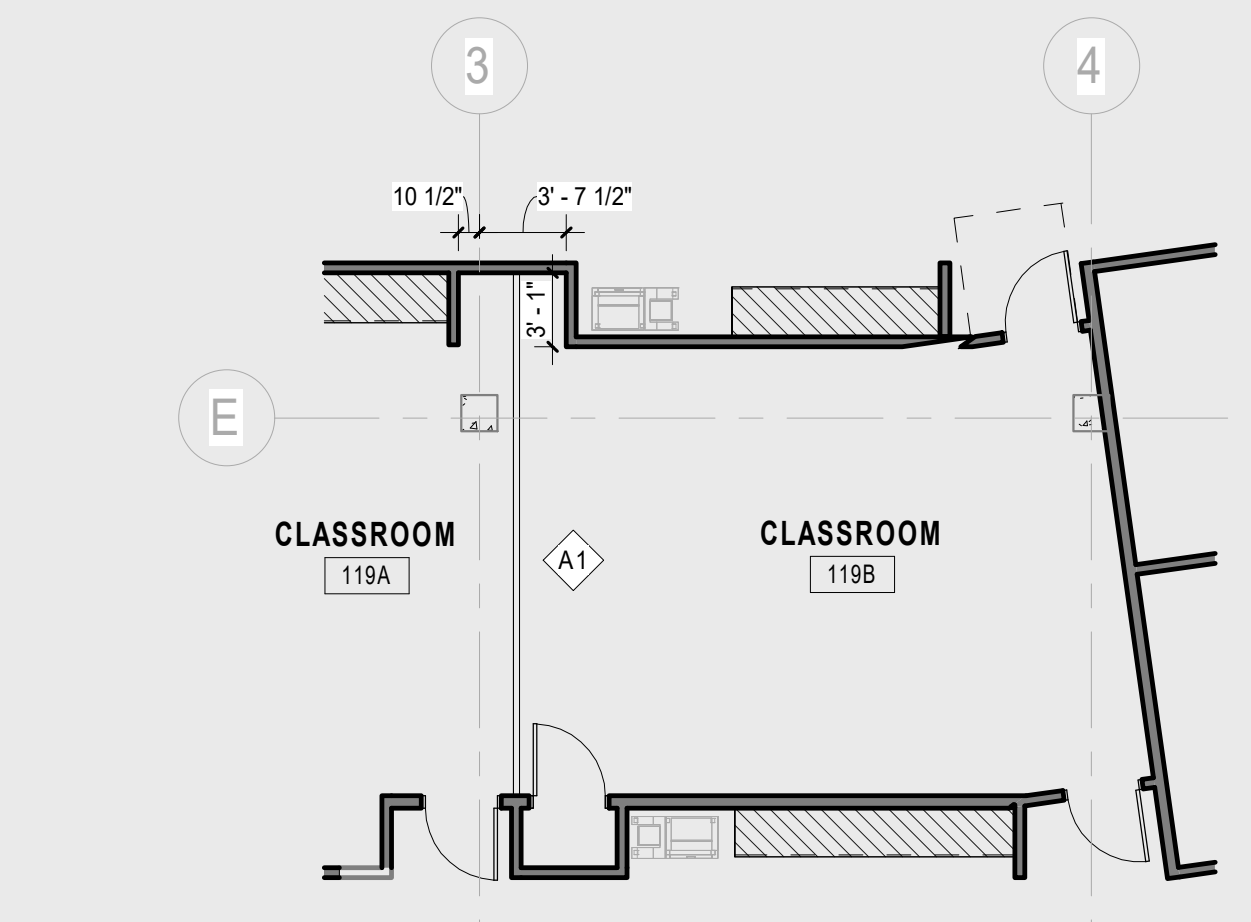 3
4
10 1/2"
3' - 7 1/2"
3' - 1"
E
CLASSROOM
119A
A1
CLASSROOM
119B